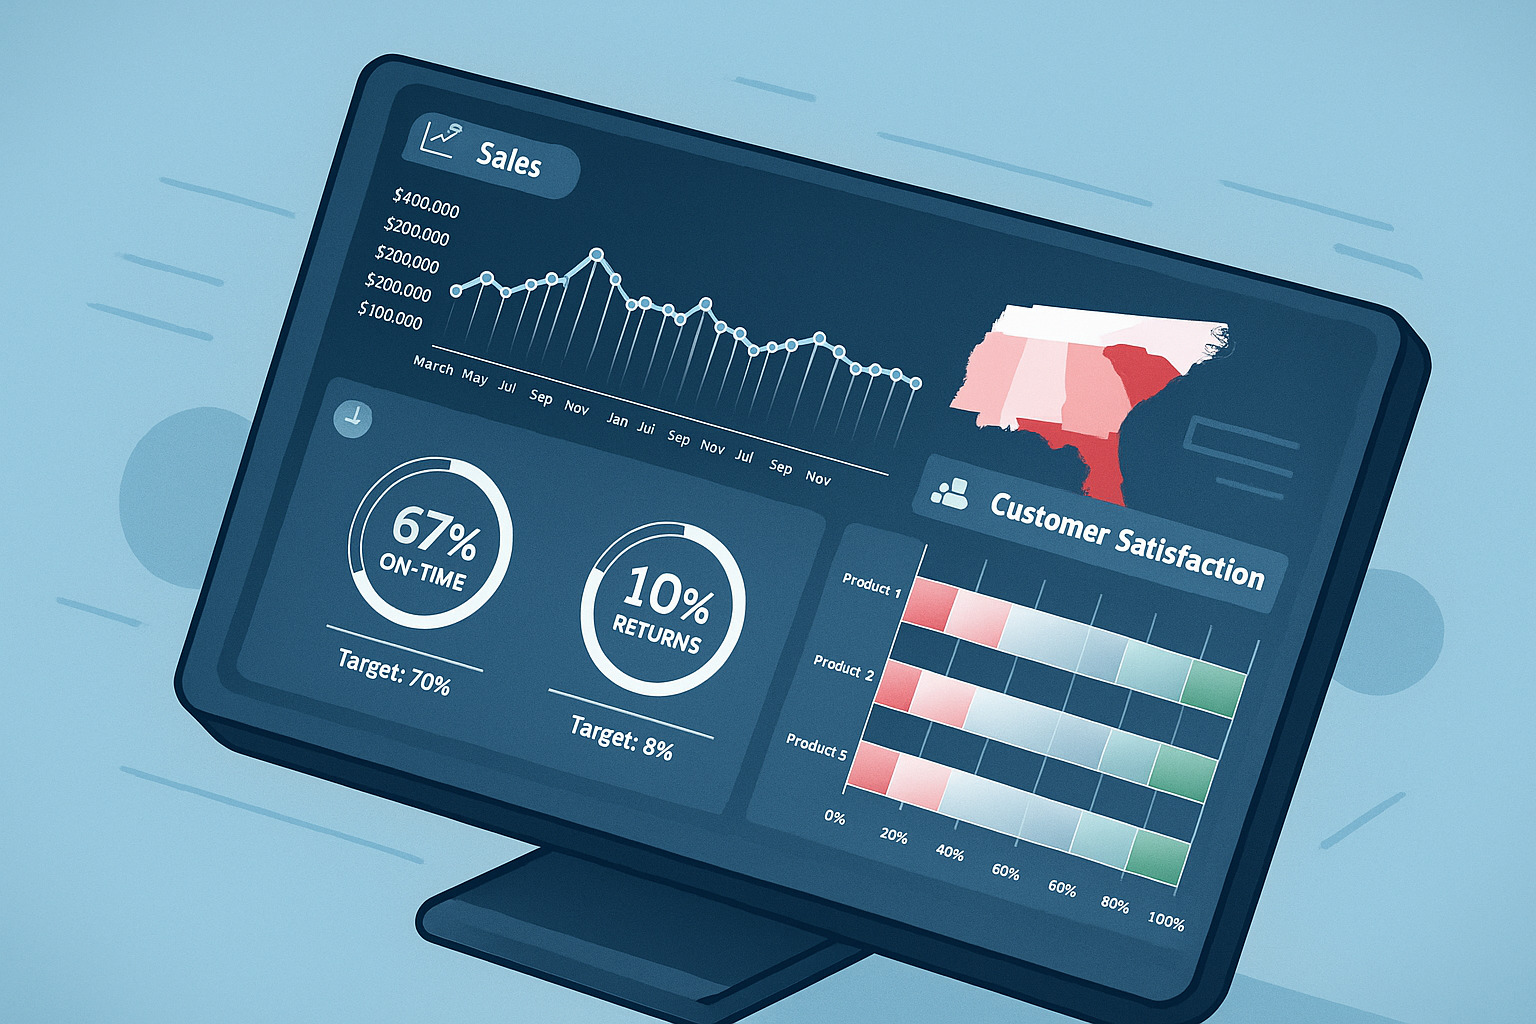 Sales
$400.000
$200.000
$200,000
$200.000
$100.000
March May Jul Sep Nov Jan Jui Sep Nov Jul Sep Nov
67%
ON-TIME
Target: 70%
10%
RETURNS
Target: 8%
Customer Satisfaction
Product 1
Product 2
Product 5
0% 20% 40% 60% 60% 80% 100%